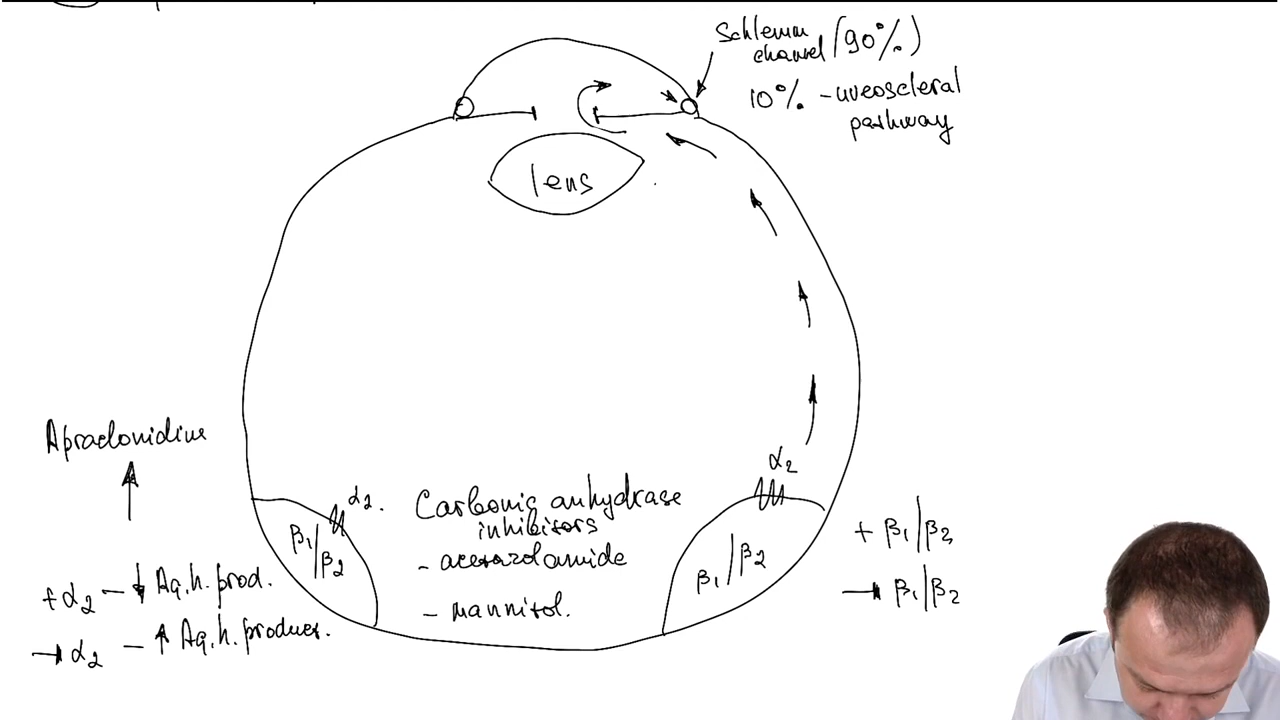 Schlemm
channel (90%)
10% - uveoscleral
pathway
lens
Apraclonidine
α2
α2.
Carbonic anhydrase
inhibitors
- acetazolamide
- mannitol.
β1/β2
β1/β2
+ β1/β2
β1/β2
+α2 - ↓ Aq.h. prod.
α2 - ↑ Aq.h. product.